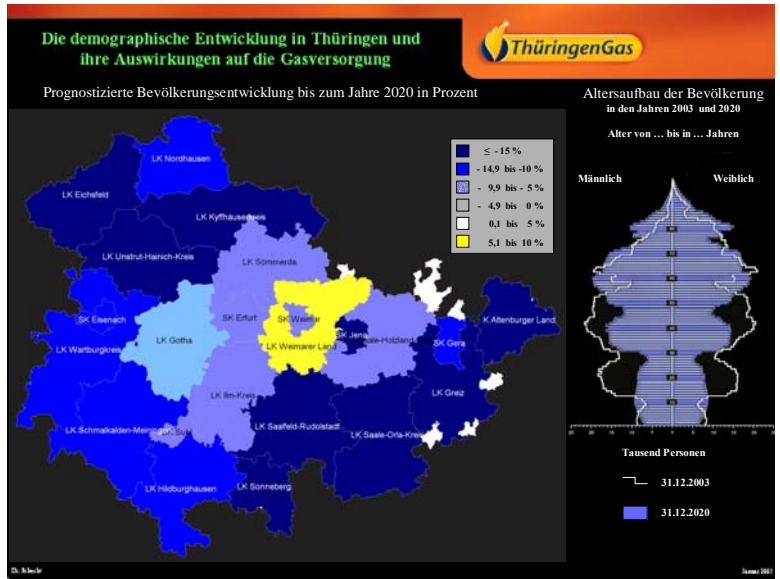 Die demographische Entwicklung in Thüringen und
ihre Auswirkungen auf die Gasversorgung
ThüringenGas
Prognostizierte Bevölkerungsentwicklung bis zum Jahre 2020 in Prozent
Altersaufbau der Bevölkerung
in den Jahren 2003 und 2020
Alter von ... bis in ... Jahren
Männlich
Weiblich
≤ - 15 %
- 14,9 bis -10 %
- 9,9 bis - 5 %
- 4,9 bis 0 %
0,1 bis 5 %
5,1 bis 10 %
LK Nordhausen
LK Eichsfeld
LK Kyffhäuserkreis
LK Unstrut-Hainich-Kreis
LK Sömmerda
SK Eisenach
SK Erfurt
SK Weimar
K Altenburger Land
LK Wartburgkreis
LK Gotha
LK Weimarer Land
SK Jena
aale-Holzland
SK Gera
LK Ilm-Kreis
LK Greiz
LK Schmalkalden-Meiningen
SK Suhl
LK Saalfeld-Rudolstadt
LK Saale-Orla-Kreis
LK Hildburghausen
LK Sonneberg
Tausend Personen
31.12.2003
31.12.2020
Januar 2007